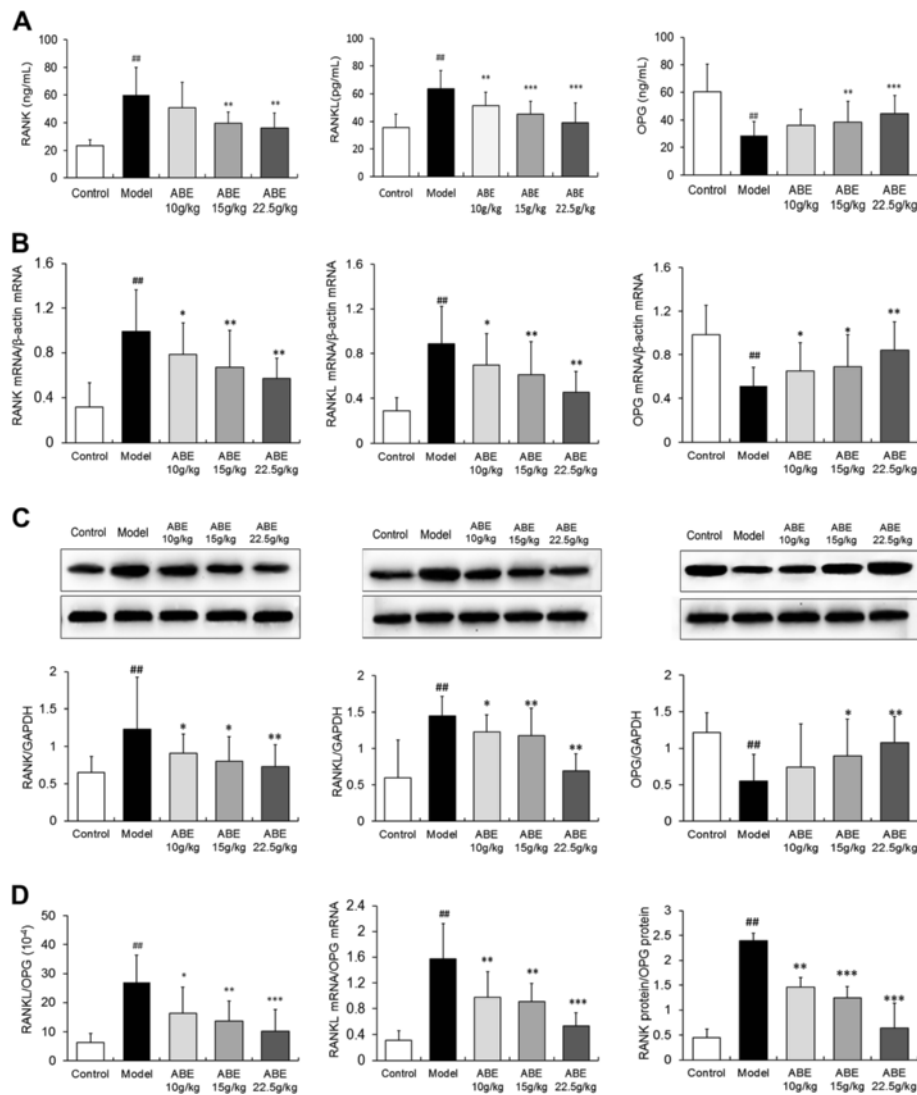 A
RANK (ng/mL)
100
80
60
40
20
0
##
**
**
Control
Model
ABE
10g/kg
ABE
15g/kg
ABE
22.5g/kg
RANKL(pg/mL)
100
80
60
40
20
0
##
**
***
***
Control
Model
ABE
10g/kg
ABE
15g/kg
ABE
22.5g/kg
OPG (ng/mL)
100
80
60
40
20
0
##
**
***
Control
Model
ABE
10g/kg
ABE
15g/kg
ABE
22.5g/kg
B
RANK mRNA/β-actin mRNA
1.6
1.2
0.8
0.4
0
##
*
**
**
Control
Model
ABE
10g/kg
ABE
15g/kg
ABE
22.5g/kg
RANKL mRNA/β-actin mRNA
1.6
1.2
0.8
0.4
0
##
*
**
**
Control
Model
ABE
10g/kg
ABE
15g/kg
ABE
22.5g/kg
OPG mRNA/β-actin mRNA
1.6
1.2
0.8
0.4
0
##
*
*
**
Control
Model
ABE
10g/kg
ABE
15g/kg
ABE
22.5g/kg
C
Control
Model
ABE
10g/kg
ABE
15g/kg
ABE
22.5g/kg
Control
Model
ABE
10g/kg
ABE
15g/kg
ABE
22.5g/kg
Control
Model
ABE
10g/kg
ABE
15g/kg
ABE
22.5g/kg
RANK/GAPDH
2
1.5
1
0.5
0
##
*
*
**
Control
Model
ABE
10g/kg
ABE
15g/kg
ABE
22.5g/kg
RANKL/GAPDH
2
1.5
1
0.5
0
##
*
**
**
Control
Model
ABE
10g/kg
ABE
15g/kg
ABE
22.5g/kg
OPG/GAPDH
2
1.5
1
0.5
0
##
*
**
Control
Model
ABE
10g/kg
ABE
15g/kg
ABE
22.5g/kg
D
RANKL/OPG (10⁻⁴)
50
40
30
20
10
0
##
*
**
***
Control
Model
ABE
10g/kg
ABE
15g/kg
ABE
22.5g/kg
RANKL mRNA/OPG mRNA
2.4
2
1.6
1.2
0.8
0.4
0
##
**
**
***
Control
Model
ABE
10g/kg
ABE
15g/kg
ABE
22.5g/kg
RANK protein/OPG protein
3
2.5
2
1.5
1
0.5
0
##
**
***
***
Control
Model
ABE
10g/kg
ABE
15g/kg
ABE
22.5g/kg